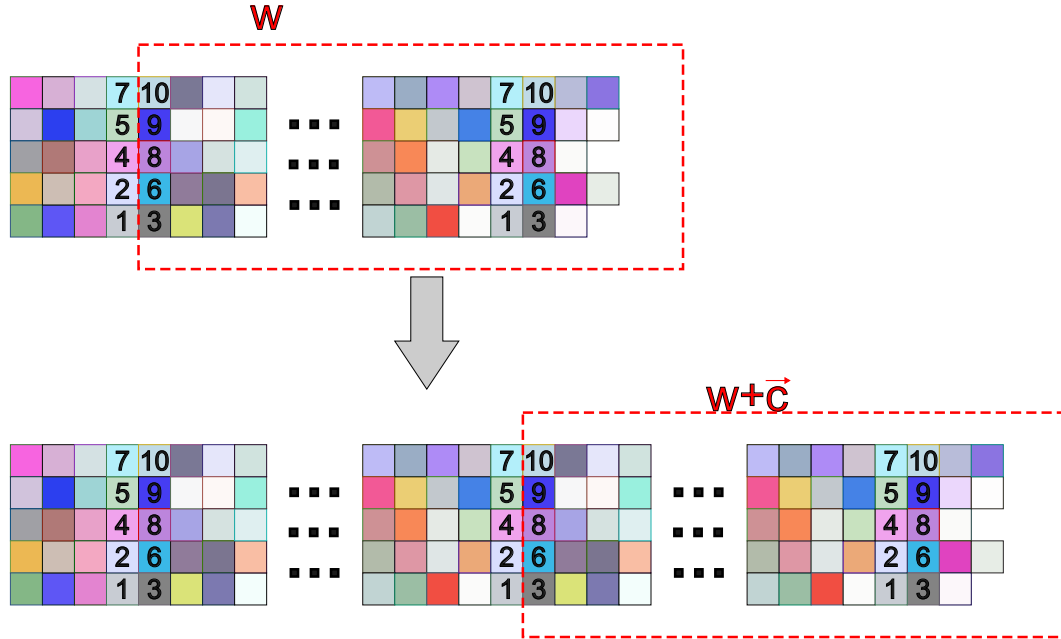 W
7 10 7 10
5 9 5 9
4 8 4 8
2 6 2 6
1 3 1 3
W+c
7 10 7 10 7 10
5 9 5 9 5 9
4 8 4 8 4 8
2 6 2 6 2 6
1 3 1 3 1 3